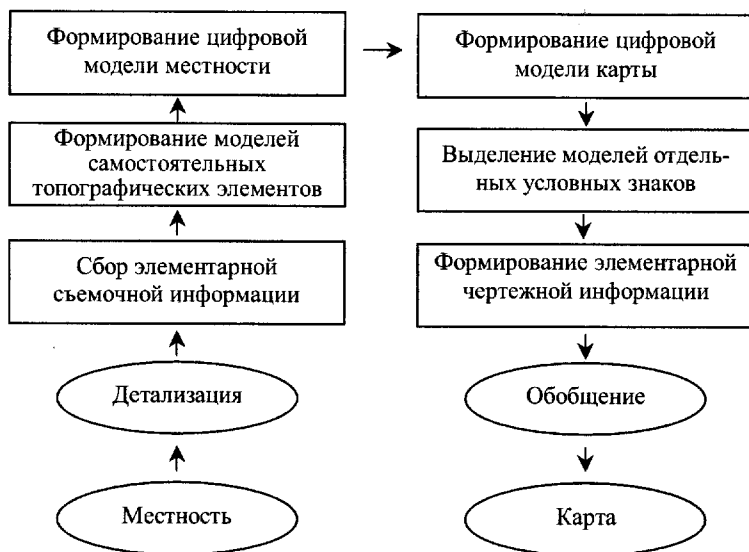 Формирование цифровой
модели местности
Формирование цифровой
модели карты
Формирование моделей
самостоятельных
топографических элементов
Выделение моделей отдель-
ных условных знаков
Сбор элементарной
съемочной информации
Формирование элементарной
чертежной информации
Детализация
Обобщение
Местность
Карта